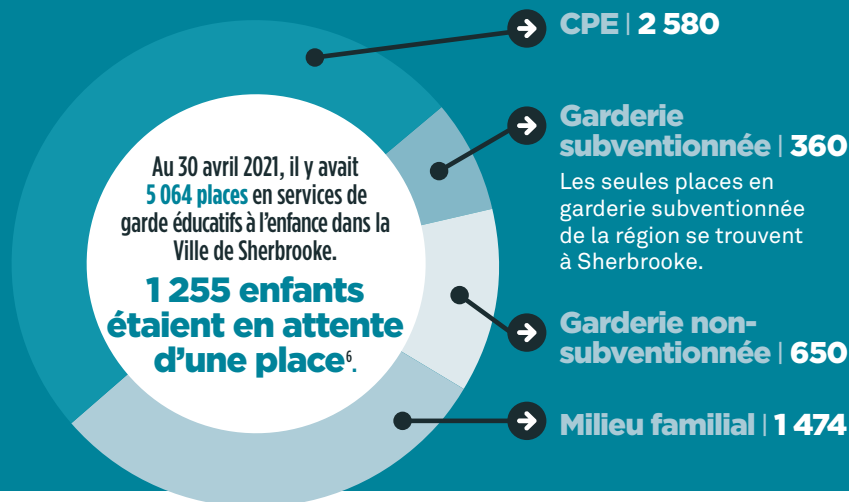 CPE | 2 580
Garderie
subventionnée | 360
Les seules places en
garderie subventionnée
de la région se trouvent
à Sherbrooke.
Garderie non-
subventionnée | 650
Milieu familial | 1 474
Au 30 avril 2021, il y avait
5 064 places en services de
garde éducatifs à l’enfance dans la
Ville de Sherbrooke.
1 255 enfants
étaient en attente
d’une place⁶.